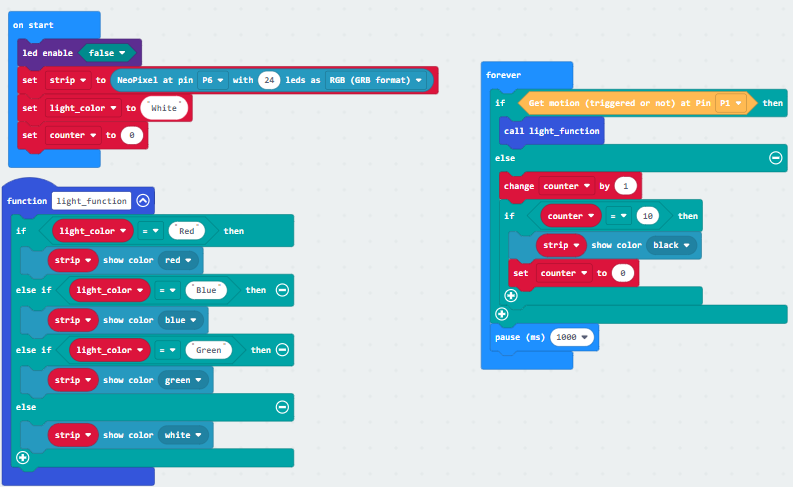 on start
led enable false
set strip to NeoPixel at pin P6 with 24 leds as RGB (GRB format)
set light_color to "White"
set counter to 0
function light_function
if light_color = "Red" then
strip show color red
else if light_color = "Blue" then
strip show color blue
else if light_color = "Green" then
strip show color green
else
strip show color white
forever
if Get motion (triggered or not) at Pin P1 then
call light_function
else
change counter by 1
if counter = 10 then
strip show color black
set counter to 0
pause (ms) 1000